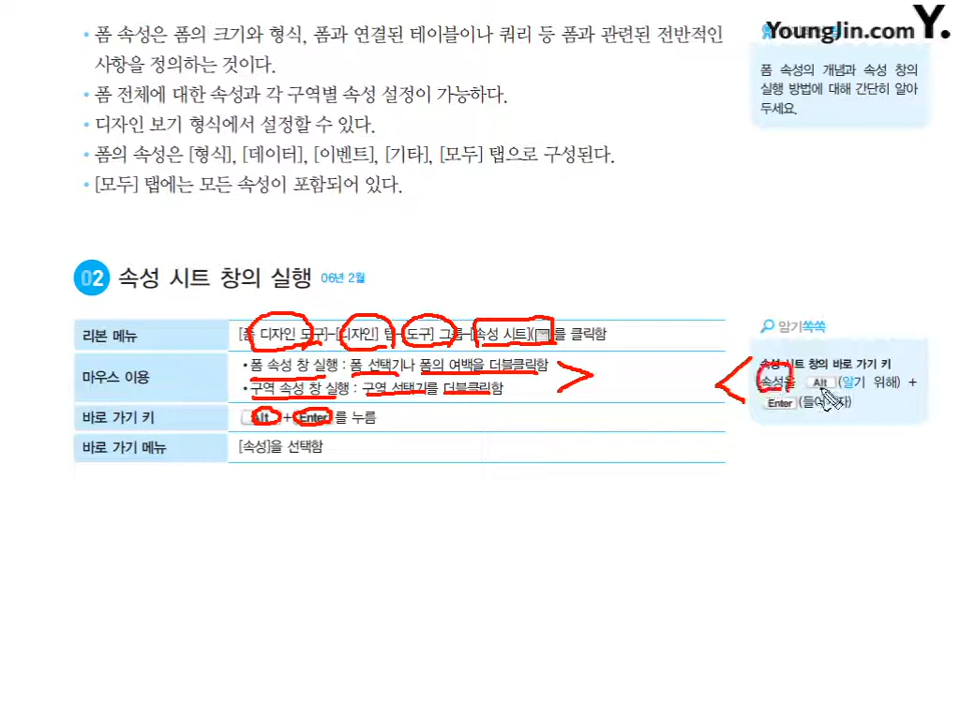 YoungJin.com Y.
• 폼 속성은 폼의 크기와 형식, 폼과 연결된 테이블이나 쿼리 등 폼과 관련된 전반적인
사항을 정의하는 것이다.
• 폼 전체에 대한 속성과 각 구역별 속성 설정이 가능하다.
• 디자인 보기 형식에서 설정할 수 있다.
• 폼의 속성은 [형식], [데이터], [이벤트], [기타], [모두] 탭으로 구성된다.
• [모두] 탭에는 모든 속성이 포함되어 있다.
폼 속성의 개념과 속성 창의
실행 방법에 대해 간단히 알아
두세요.
02 속성 시트 창의 실행 06년 2월
리본 메뉴 [폼 디자인 도구]-[디자인] 탭-[도구] 그룹-[속성 시트]( )를 클릭함
마우스 이용 • 폼 속성 창 실행 : 폼 선택기나 폼의 여백을 더블클릭함
• 구역 속성 창 실행 : 구역 선택기를 더블클릭함
바로 가기 키 Alt + Enter 를 누름
바로 가기 메뉴 [속성]을 선택함
암기쏙쏙
속성 시트 창의 바로 가기 키
속성을 Alt (알기 위해) +
Enter